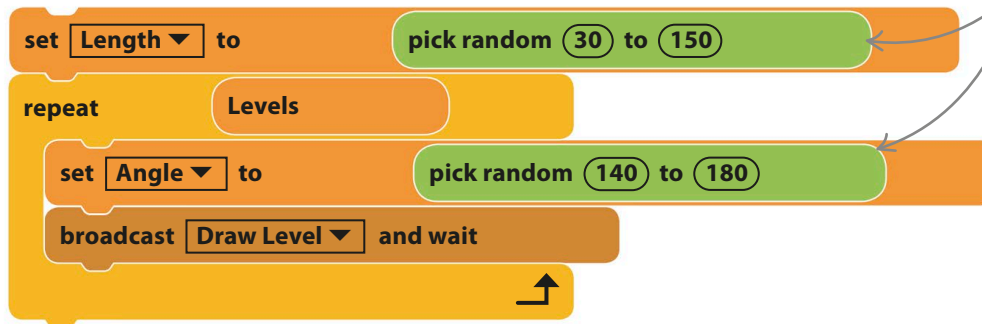 set Length to pick random 30 to 150
repeat Levels
set Angle to pick random 140 to 180
broadcast Draw Level and wait